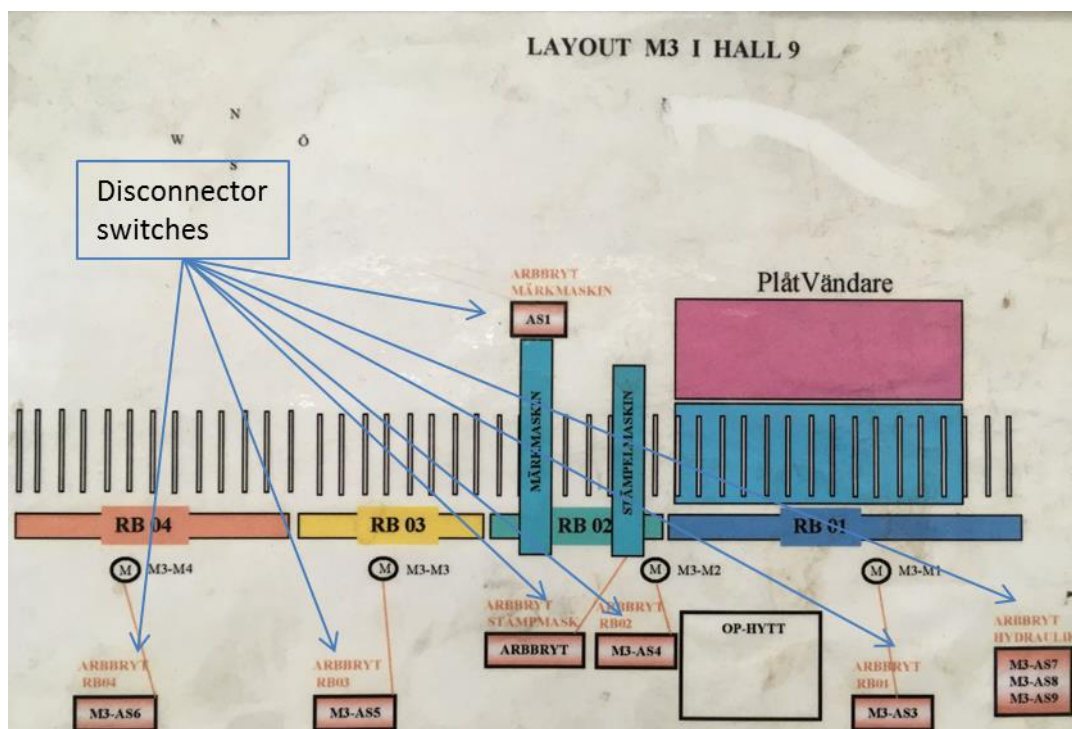 LAYOUT M3 I HALL 9
N
W
Ö
S
Disconnector
switches
ARBBRYT
MÄRKMASKIN
AS1
PlåtVändare
MÄRKMASKIN
STÄMPELMASKIN
RB 04
RB 03
RB 02
RB 01
M
M3-M4
M
M3-M3
M3-M2
M
M3-M1
ARBBRYT
STÄMPMASK
ARBBRYT
ARBBRYT
RB02
M3-AS4
OP-HYTT
ARBBRYT
HYDRAULIK
M3-AS7
M3-AS8
M3-AS9
ARBBRYT
RB04
M3-AS6
ARBBRYT
RB03
M3-AS5
ARBBRYT
RB01
M3-AS3